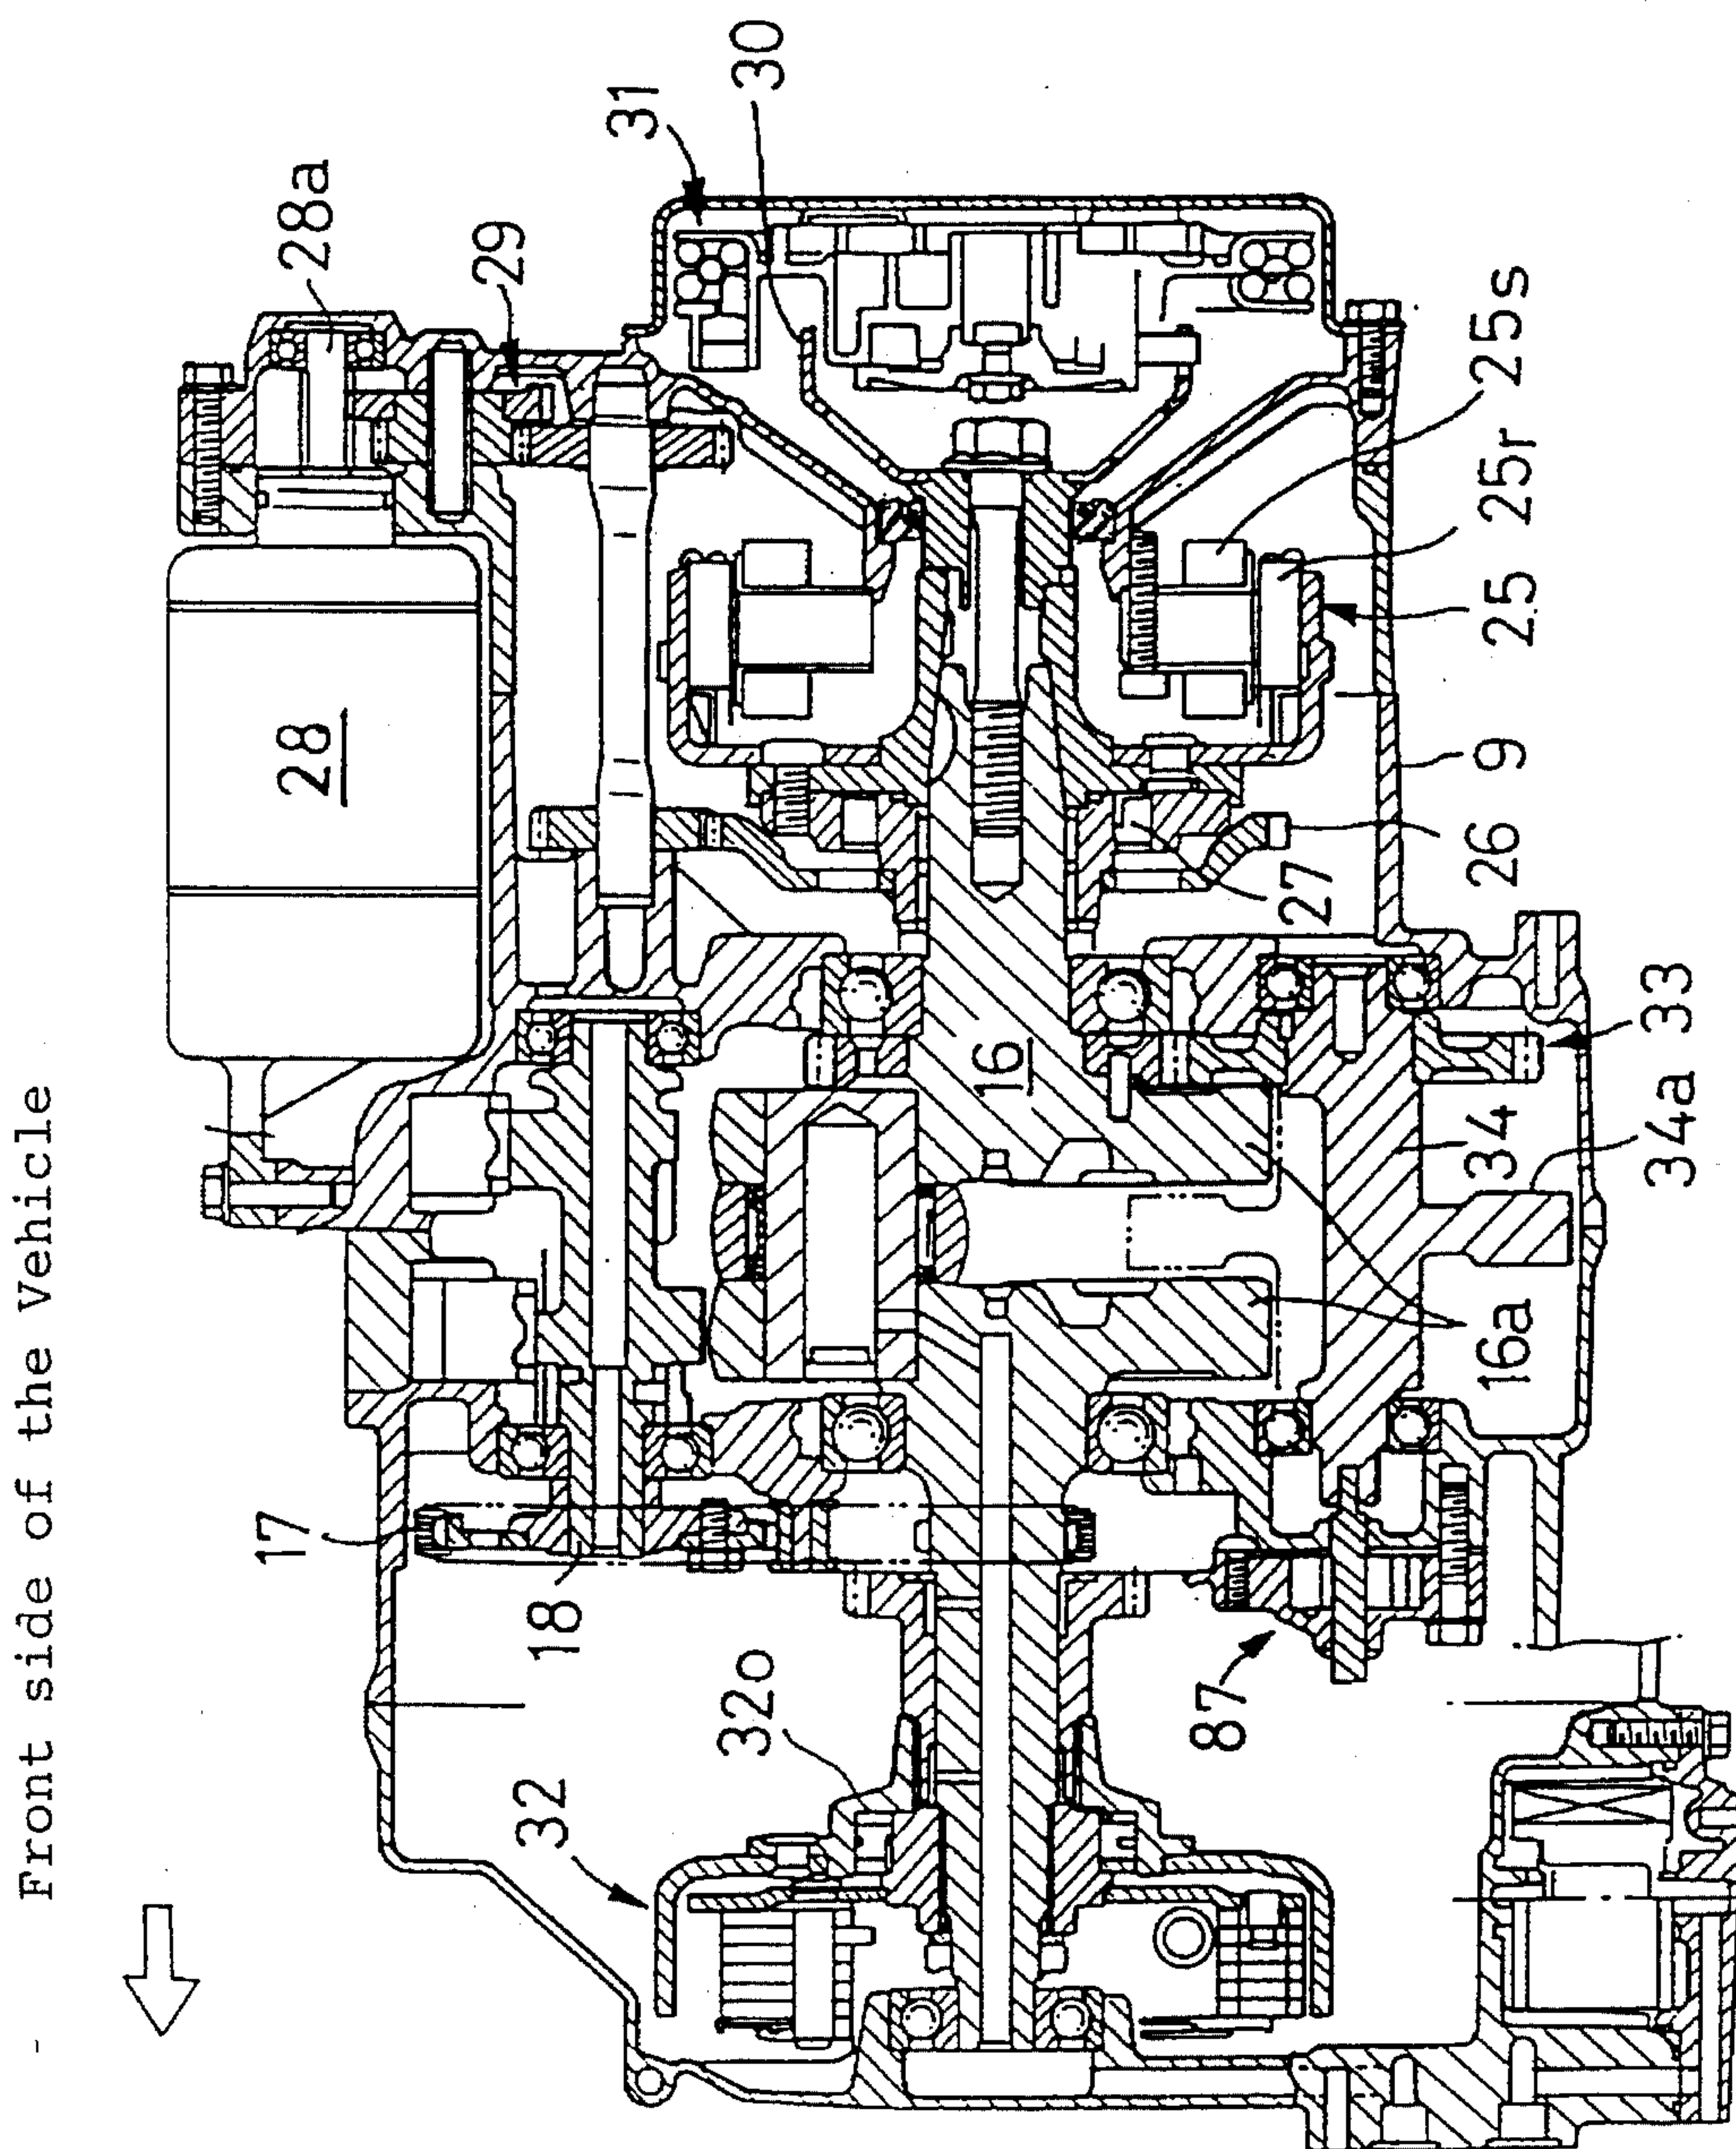 Front side of the Vehicle
28
28a
29
31
30
25s
25r
25
9
26
27
16
33
34
34a
16a
17
18
32o
32
87